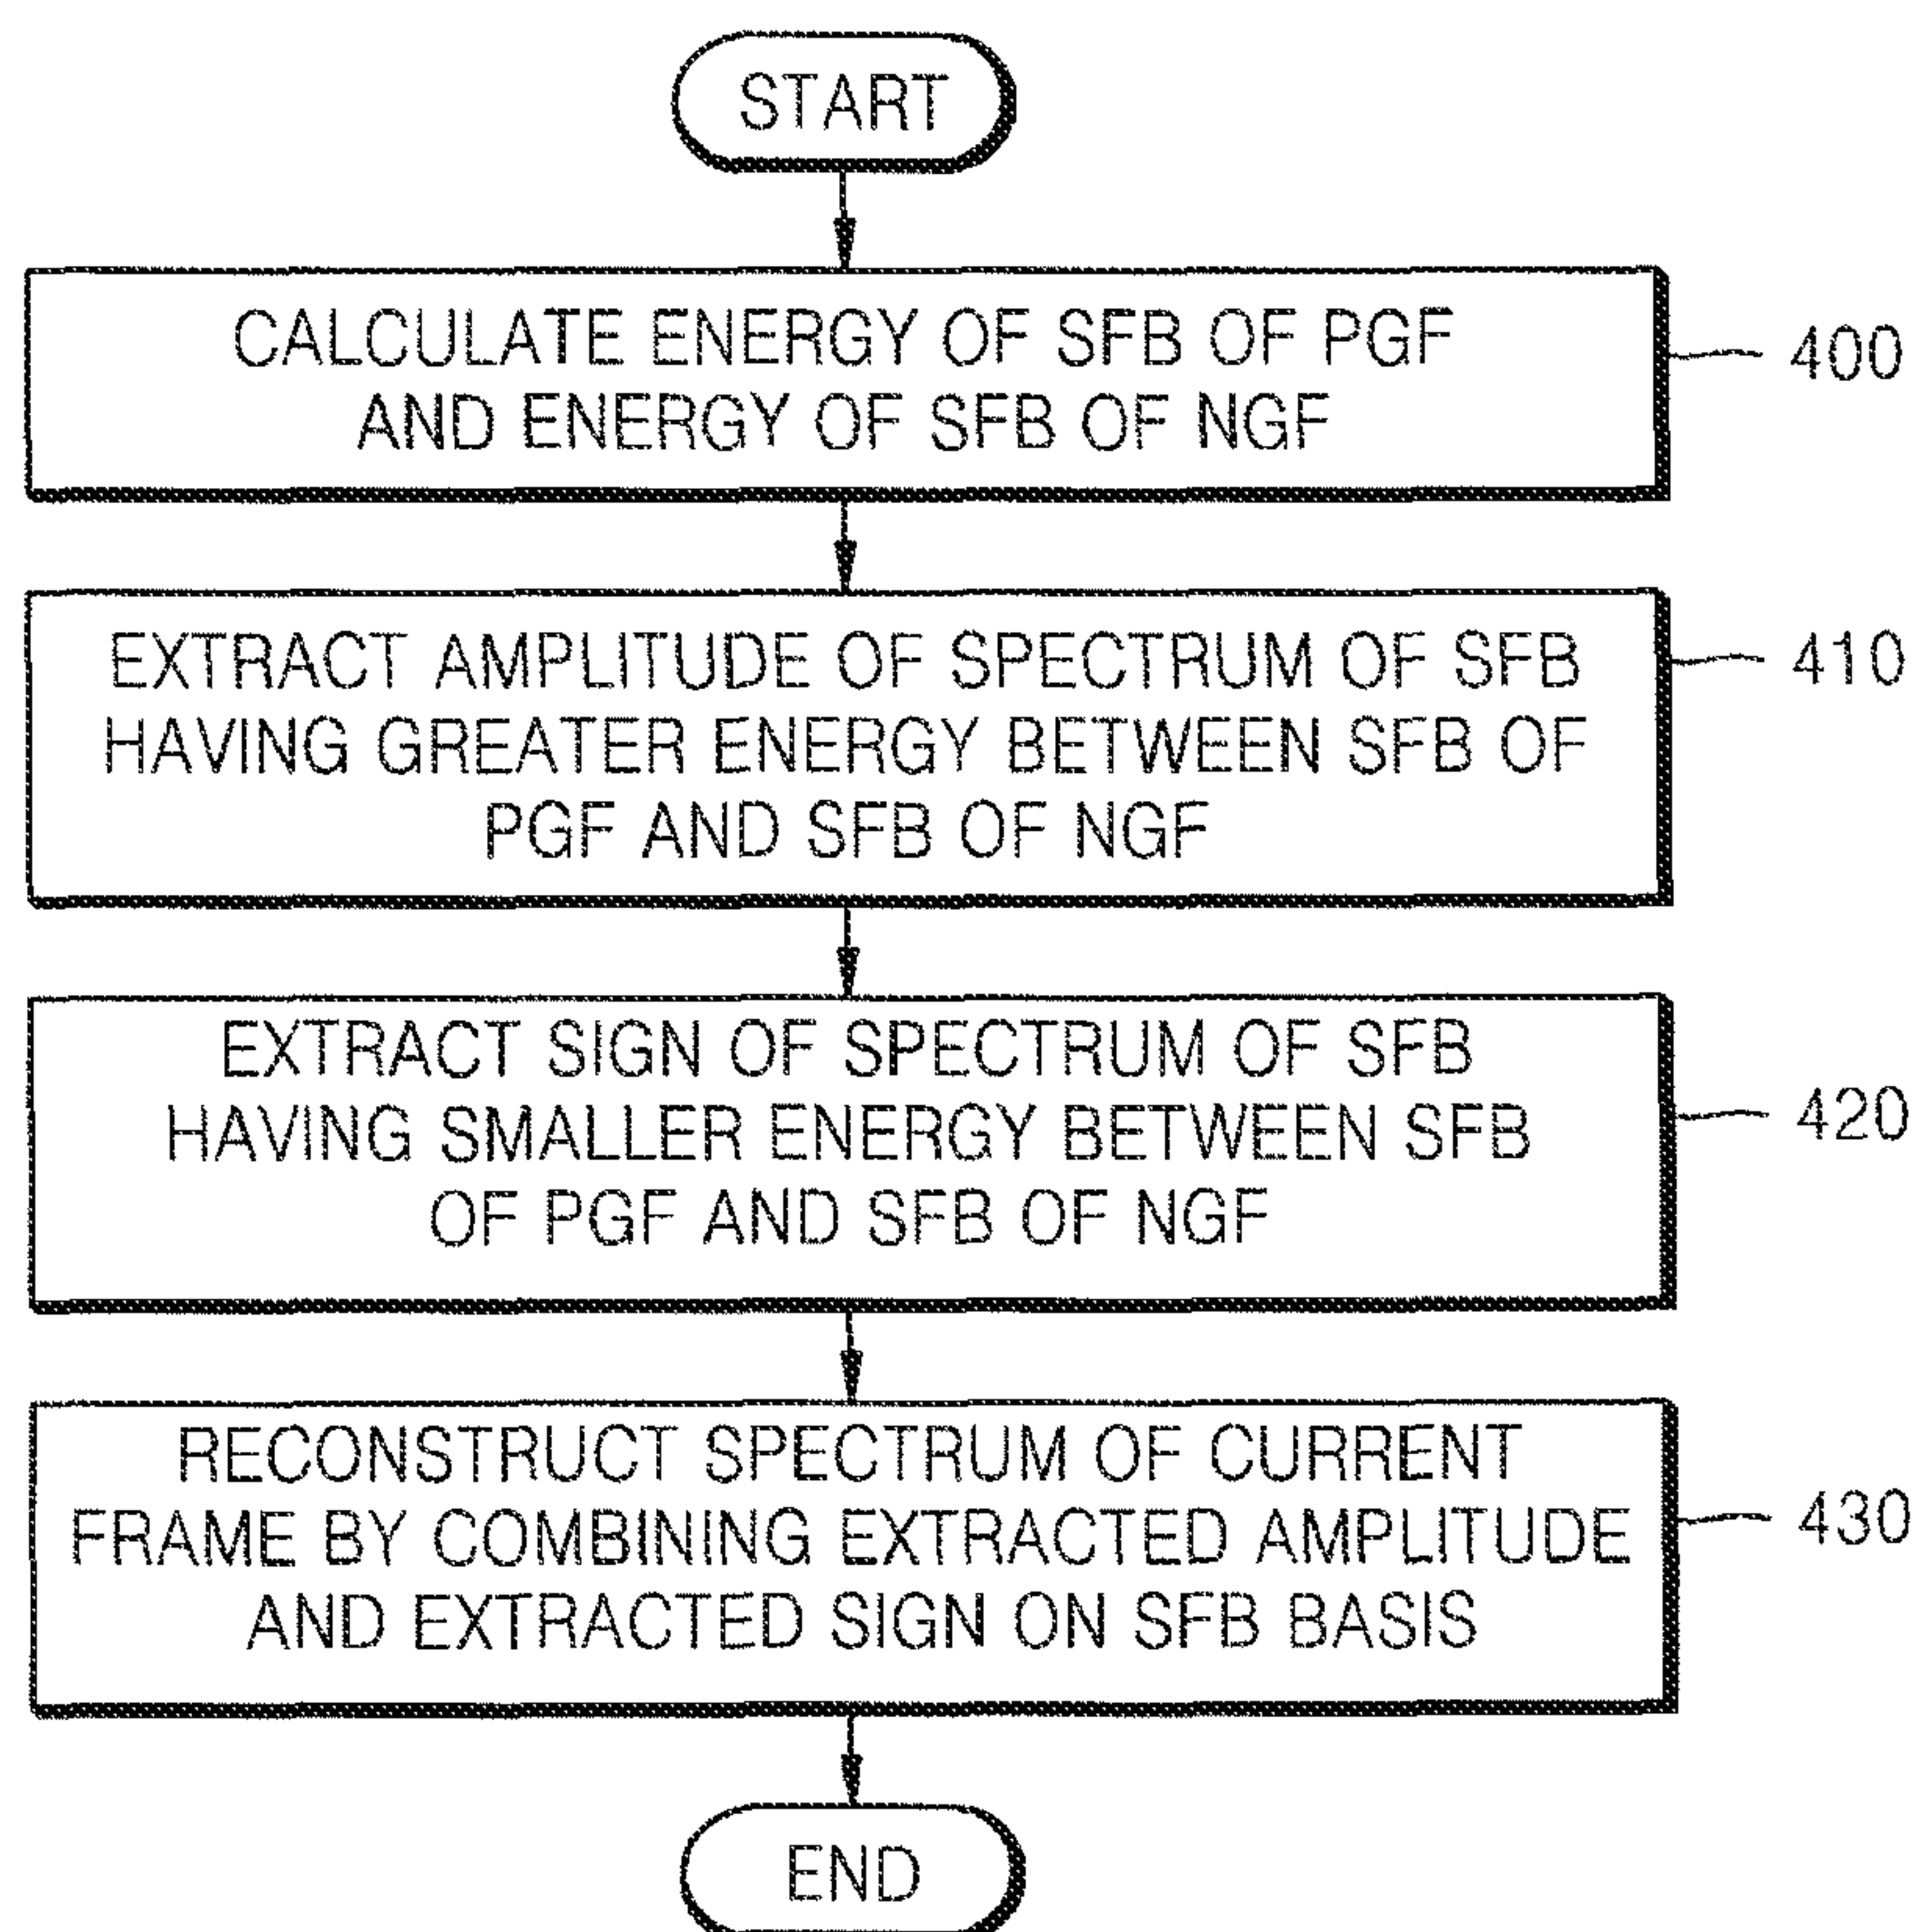 START
CALCULATE ENERGY OF SFB OF PGF
AND ENERGY OF SFB OF NGF
400
EXTRACT AMPLITUDE OF SPECTRUM OF SFB
HAVING GREATER ENERGY BETWEEN SFB OF
PGF AND SFB OF NGF
410
EXTRACT SIGN OF SPECTRUM OF SFB
HAVING SMALLER ENERGY BETWEEN SFB
OF PGF AND SFB OF NGF
420
RECONSTRUCT SPECTRUM OF CURRENT
FRAME BY COMBINING EXTRACTED AMPLITUDE
AND EXTRACTED SIGN ON SFB BASIS
430
END